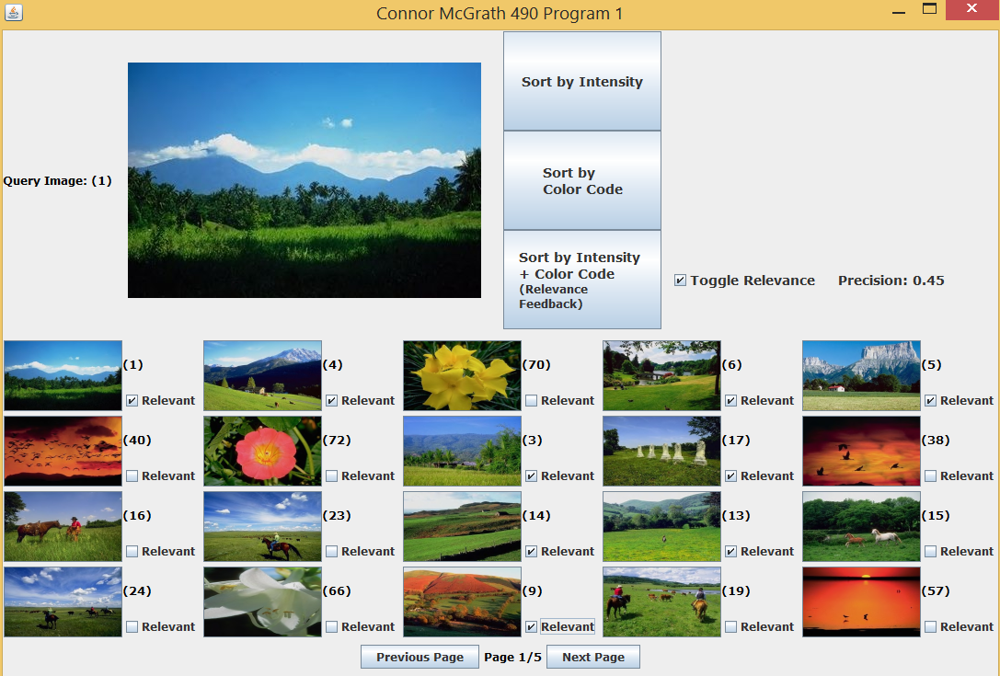 Connor McGrath 490 Program 1
Query Image: (1)
Sort by Intensity
Sort by
Color Code
Sort by Intensity
+ Color Code
(Relevance
Feedback)
Toggle Relevance
Precision: 0.45
(1)
Relevant
(4)
Relevant
(70)
Relevant
(6)
Relevant
(5)
Relevant
(40)
Relevant
(72)
Relevant
(3)
Relevant
(17)
Relevant
(38)
Relevant
(16)
Relevant
(23)
Relevant
(14)
Relevant
(13)
Relevant
(15)
Relevant
(24)
Relevant
(66)
Relevant
(9)
Relevant
(19)
Relevant
(57)
Relevant
Previous Page
Page 1/5
Next Page